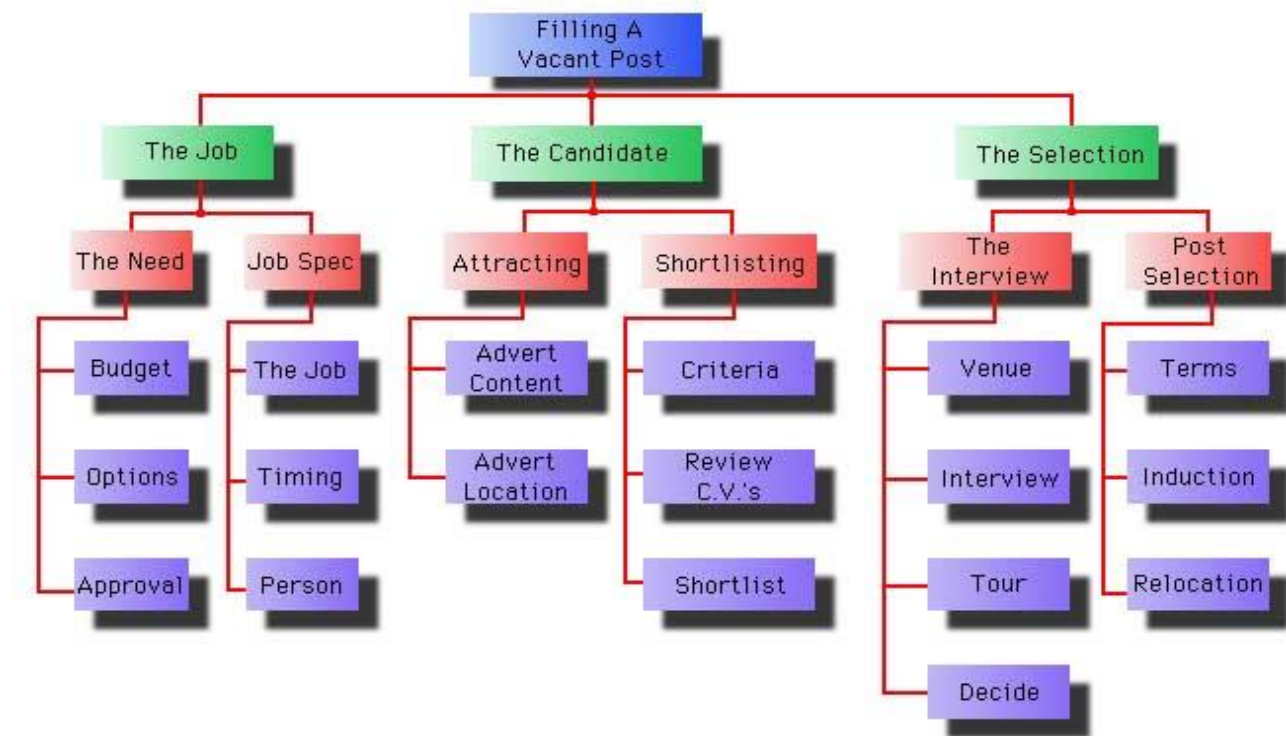 Filling A
Vacant Post
The Job
The Candidate
The Selection
The Need
Job Spec
Attracting
Shortlisting
The
Interview
Post
Selection
Budget
The Job
Advert
Content
Criteria
Venue
Terms
Options
Timing
Advert
Location
Review
C.V.'s
Interview
Induction
Approval
Person
Shortlist
Tour
Relocation
Decide